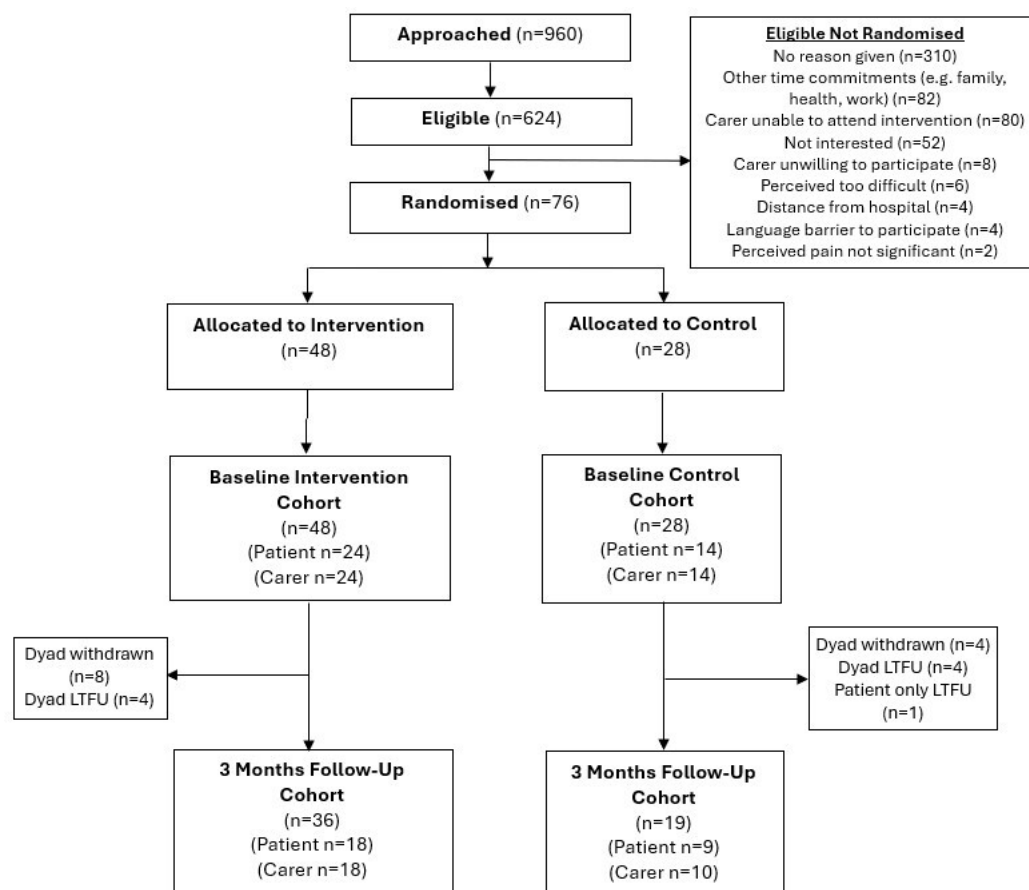 Approached (n=960)
Eligible (n=624)
Eligible Not Randomised
No reason given (n=310)
Other time commitments (e.g. family,
health, work) (n=82)
Carer unable to attend intervention (n=80)
Not interested (n=52)
Carer unwilling to participate (n=8)
Perceived too difficult (n=6)
Distance from hospital (n=4)
Language barrier to participate (n=4)
Perceived pain not significant (n=2)
Randomised (n=76)
Allocated to Intervention
(n=48)
Allocated to Control
(n=28)
Baseline Intervention
Cohort
(n=48)
(Patient n=24)
(Carer n=24)
Baseline Control
Cohort
(n=28)
(Patient n=14)
(Carer n=14)
Dyad withdrawn
(n=8)
Dyad LTFU (n=4)
Dyad withdrawn (n=4)
Dyad LTFU (n=4)
Patient only LTFU
(n=1)
3 Months Follow-Up
Cohort
(n=36)
(Patient n=18)
(Carer n=18)
3 Months Follow-Up
Cohort
(n=19)
(Patient n=9)
(Carer n=10)